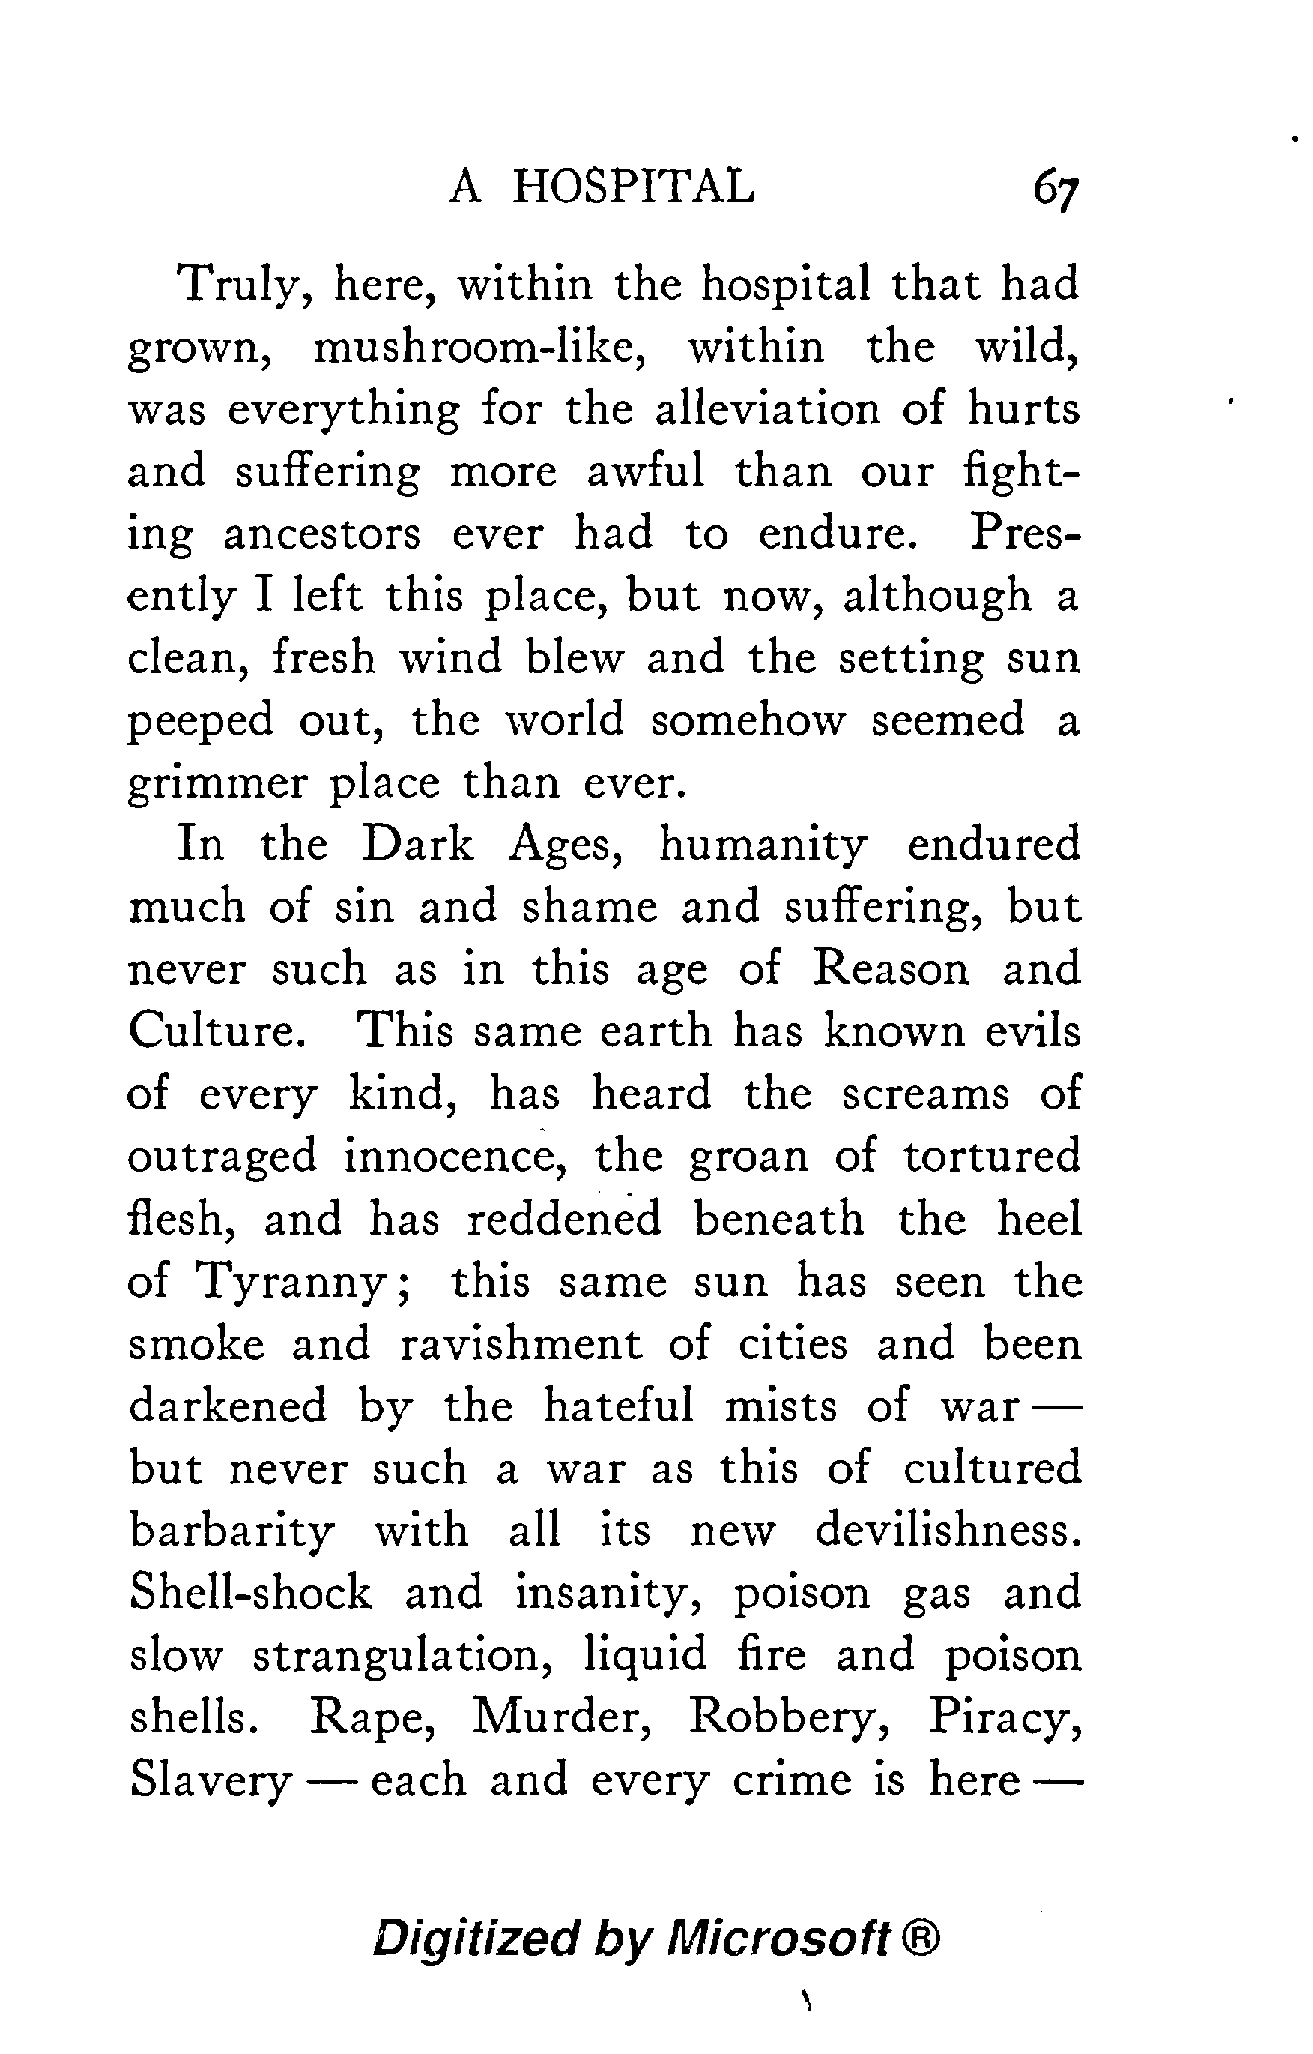 A HOSPITAL 67
Truly, here, within the hospital that had
grown, mushroom-like, within the wild,
was everything for the alleviation of hurts
and suffering more awful than our fight-
ing ancestors ever had to endure. Pres-
ently I left this place, but now, although a
clean, fresh wind blew and the setting sun
peeped out, the world somehow seemed a
grimmer place than ever.
In the Dark Ages, humanity endured
much of sin and shame and suffering, but
never such as in this age of Reason and
Culture. This same earth has known evils
of every kind, has heard the screams of
outraged innocence, the groan of tortured
flesh, and has reddened beneath the heel
of Tyranny; this same sun has seen the
smoke and ravishment of cities and been
darkened by the hateful mists of war —
but never such a war as this of cultured
barbarity with all its new devilishness.
Shell-shock and insanity, poison gas and
slow strangulation, liquid fire and poison
shells. Rape, Murder, Robbery, Piracy,
Slavery — each and every crime is here —
Digitized by Microsoft ®